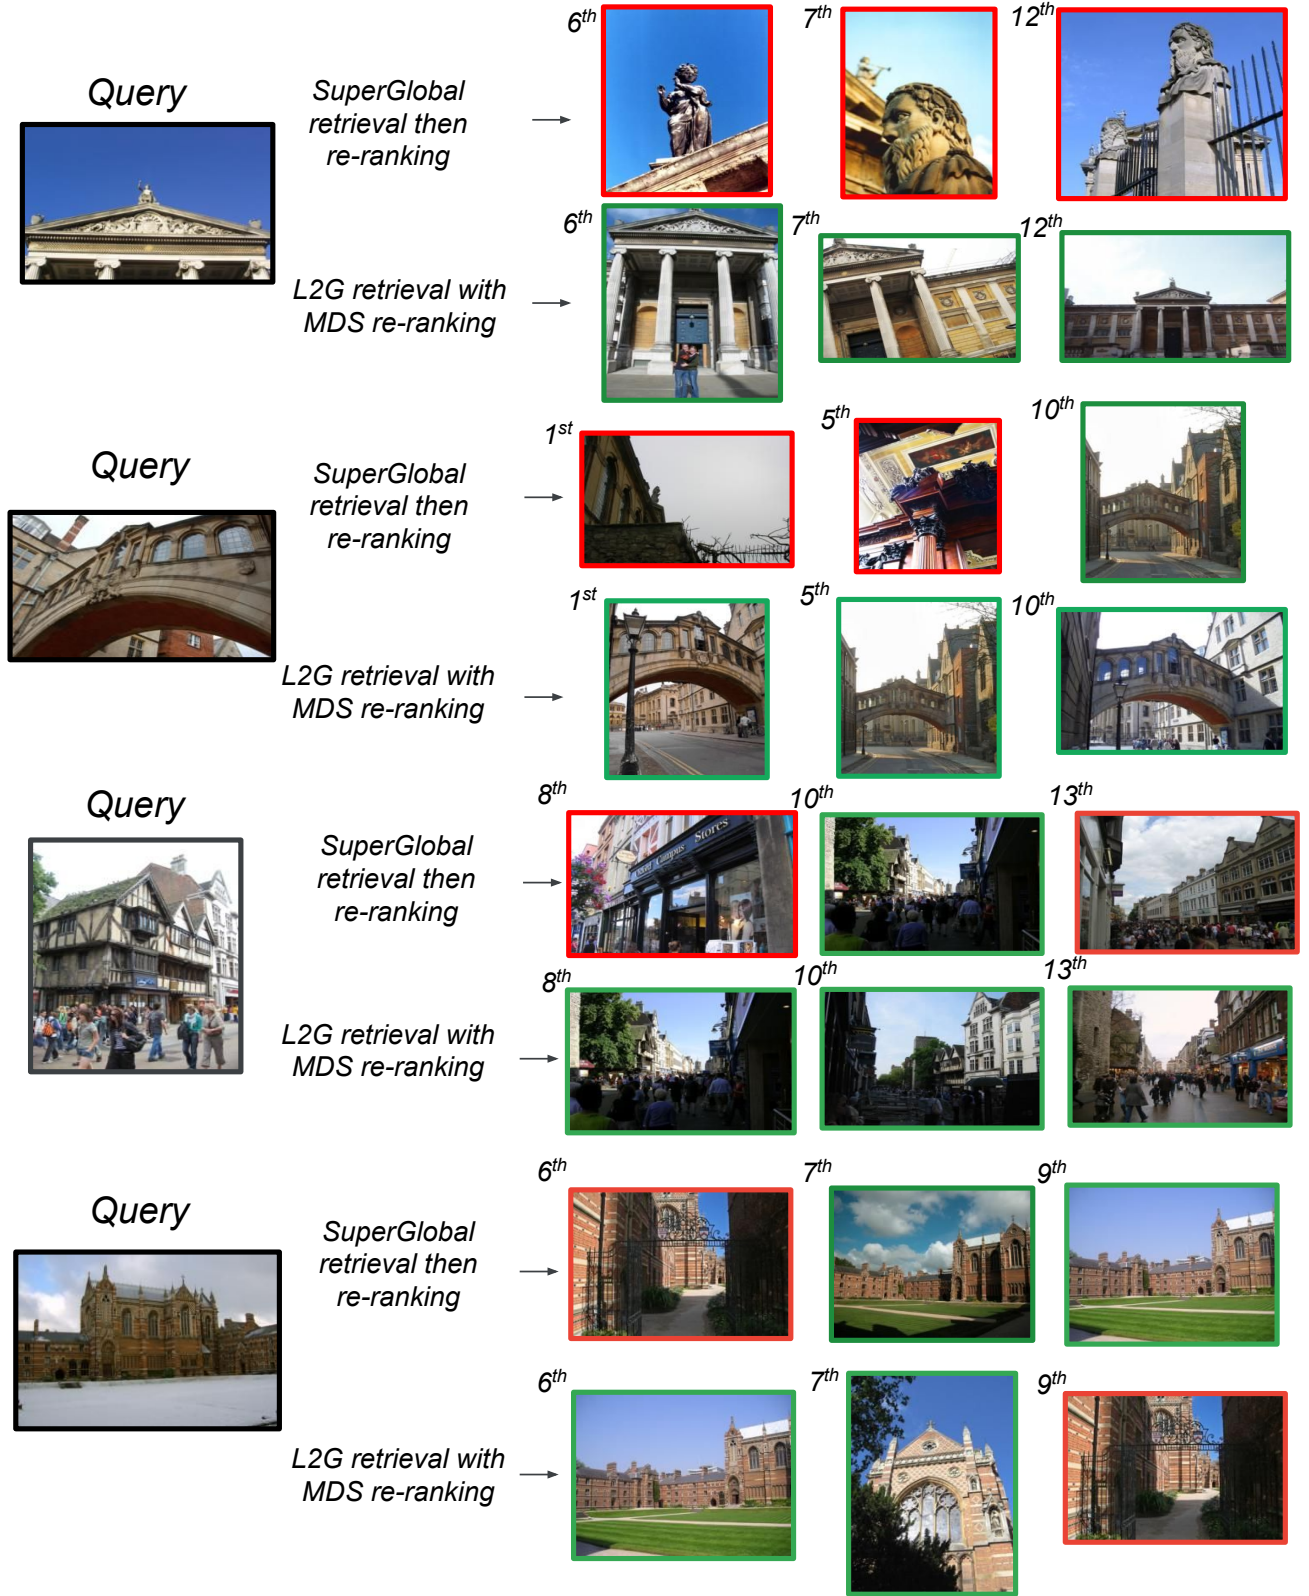 6th
7th
12th
Query
SuperGlobal
retrieval then
re-ranking
6th
7th
12th
L2G retrieval with
MDS re-ranking
1st
5th
10th
Query
SuperGlobal
retrieval then
re-ranking
1st
5th
10th
L2G retrieval with
MDS re-ranking
Query
8th
10th
13th
SuperGlobal
retrieval then
re-ranking
Campus Stores
8th
10th
13th
L2G retrieval with
MDS re-ranking
6th
7th
9th
Query
SuperGlobal
retrieval then
re-ranking
6th
7th
9th
L2G retrieval with
MDS re-ranking